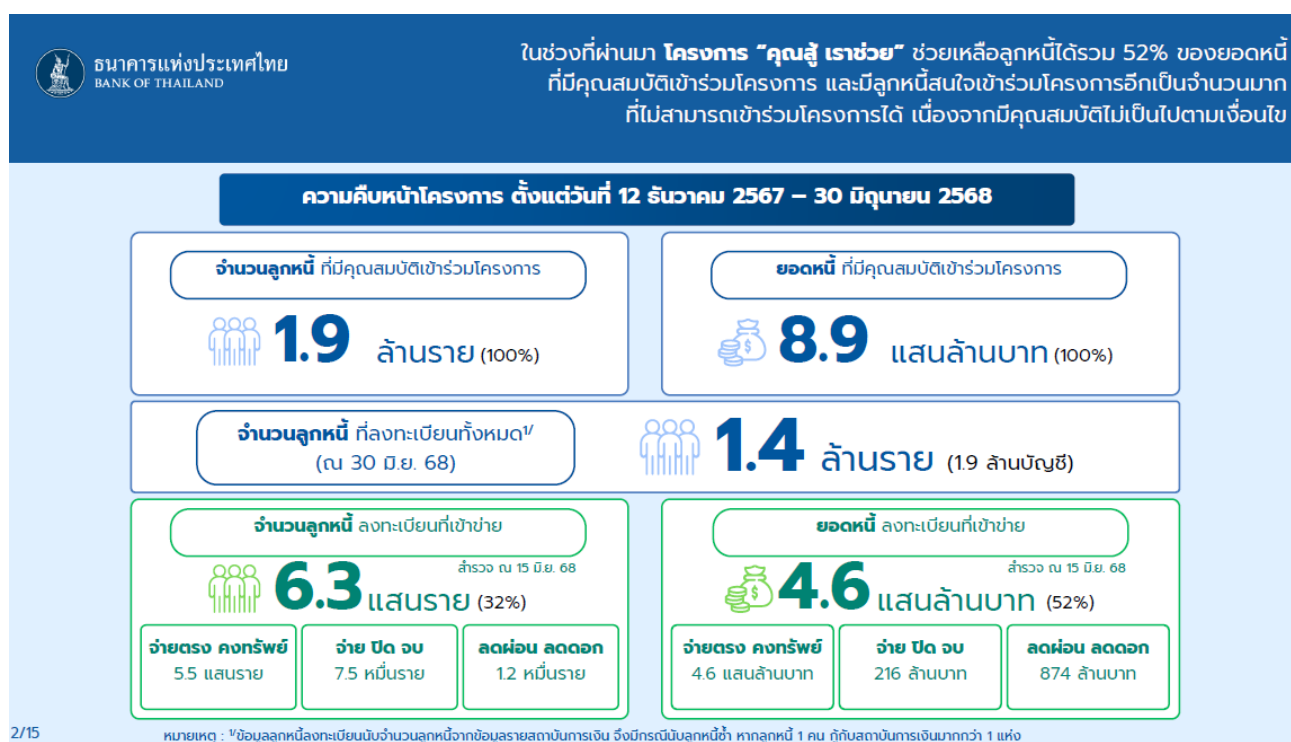 ธนาคารแห่งประเทศไทย
BANK OF THAILAND
ในช่วงที่ผ่านมา โครงการ “คุณสู้ เราช่วย” ช่วยเหลือลูกหนี้ได้รวม 52% ของยอดหนี้
ที่มีคุณสมบัติเข้าร่วมโครงการ และมีลูกหนี้สนใจเข้าร่วมโครงการอีกเป็นจำนวนมาก
ที่ไม่สามารถเข้าร่วมโครงการได้ เนื่องจากมีคุณสมบัติไม่เป็นไปตามเงื่อนไข
ความคืบหน้าโครงการ ตั้งแต่วันที่ 12 ธันวาคม 2567 – 30 มิถุนายน 2568
จำนวนลูกหนี้ ที่มีคุณสมบัติเข้าร่วมโครงการ
1.9 ล้านราย (100%)
ยอดหนี้ ที่มีคุณสมบัติเข้าร่วมโครงการ
8.9 แสนล้านบาท (100%)
จำนวนลูกหนี้ ที่ลงทะเบียนทั้งหมด1/
(ณ 30 มิ.ย. 68)
1.4 ล้านราย (1.9 ล้านบัญชี)
จำนวนลูกหนี้ ลงทะเบียนที่เข้าข่าย
สำรวจ ณ 15 มิ.ย. 68
6.3 แสนราย (32%)
จ่ายตรง คงทรัพย์
5.5 แสนราย
จ่าย ปิด จบ
7.5 หมื่นราย
ลดผ่อน ลดดอก
1.2 หมื่นราย
ยอดหนี้ ลงทะเบียนที่เข้าข่าย
สำรวจ ณ 15 มิ.ย. 68
4.6 แสนล้านบาท (52%)
จ่ายตรง คงทรัพย์
4.6 แสนล้านบาท
จ่าย ปิด จบ
216 ล้านบาท
ลดผ่อน ลดดอก
874 ล้านบาท
2/15
หมายเหตุ : 1/ข้อมูลลูกหนี้ลงทะเบียนนับจำนวนลูกหนี้จากข้อมูลรายสถาบันการเงิน จึงมีกรณีนับลูกหนี้ซ้ำ หากลูกหนี้ 1 คน กู้กับสถาบันการเงินมากกว่า 1 แห่ง